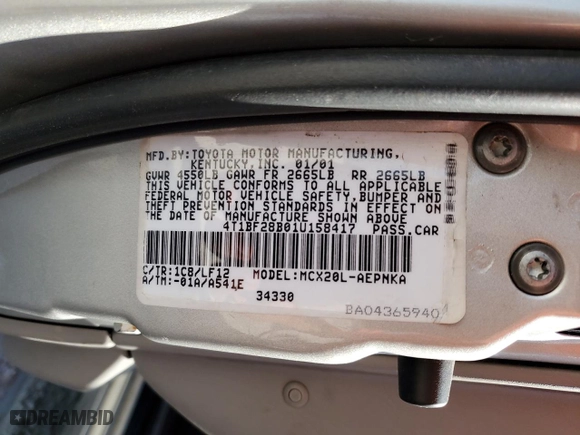 MFD.BY:TOYOTA MOTOR MANUFACTURING,
KENTUCKY, INC. 01/01
GVWR 4550LB GAWR FR 2665LB RR 2665LB
THIS VEHICLE CONFORMS TO ALL APPLICABLE
FEDERAL MOTOR VEHICLE SAFETY, BUMPER AND
THEFT PREVENTION STANDARDS IN EFFECT ON
THE DATE OF MANUFACTURE SHOWN ABOVE
4T1BF28B01U158417 PASS.CAR
C/TR:1C8/LF12 MODEL:MCX20L-AEPNKA
A/TM:-01A/A541E
34330
BA04365940
DREAMBID